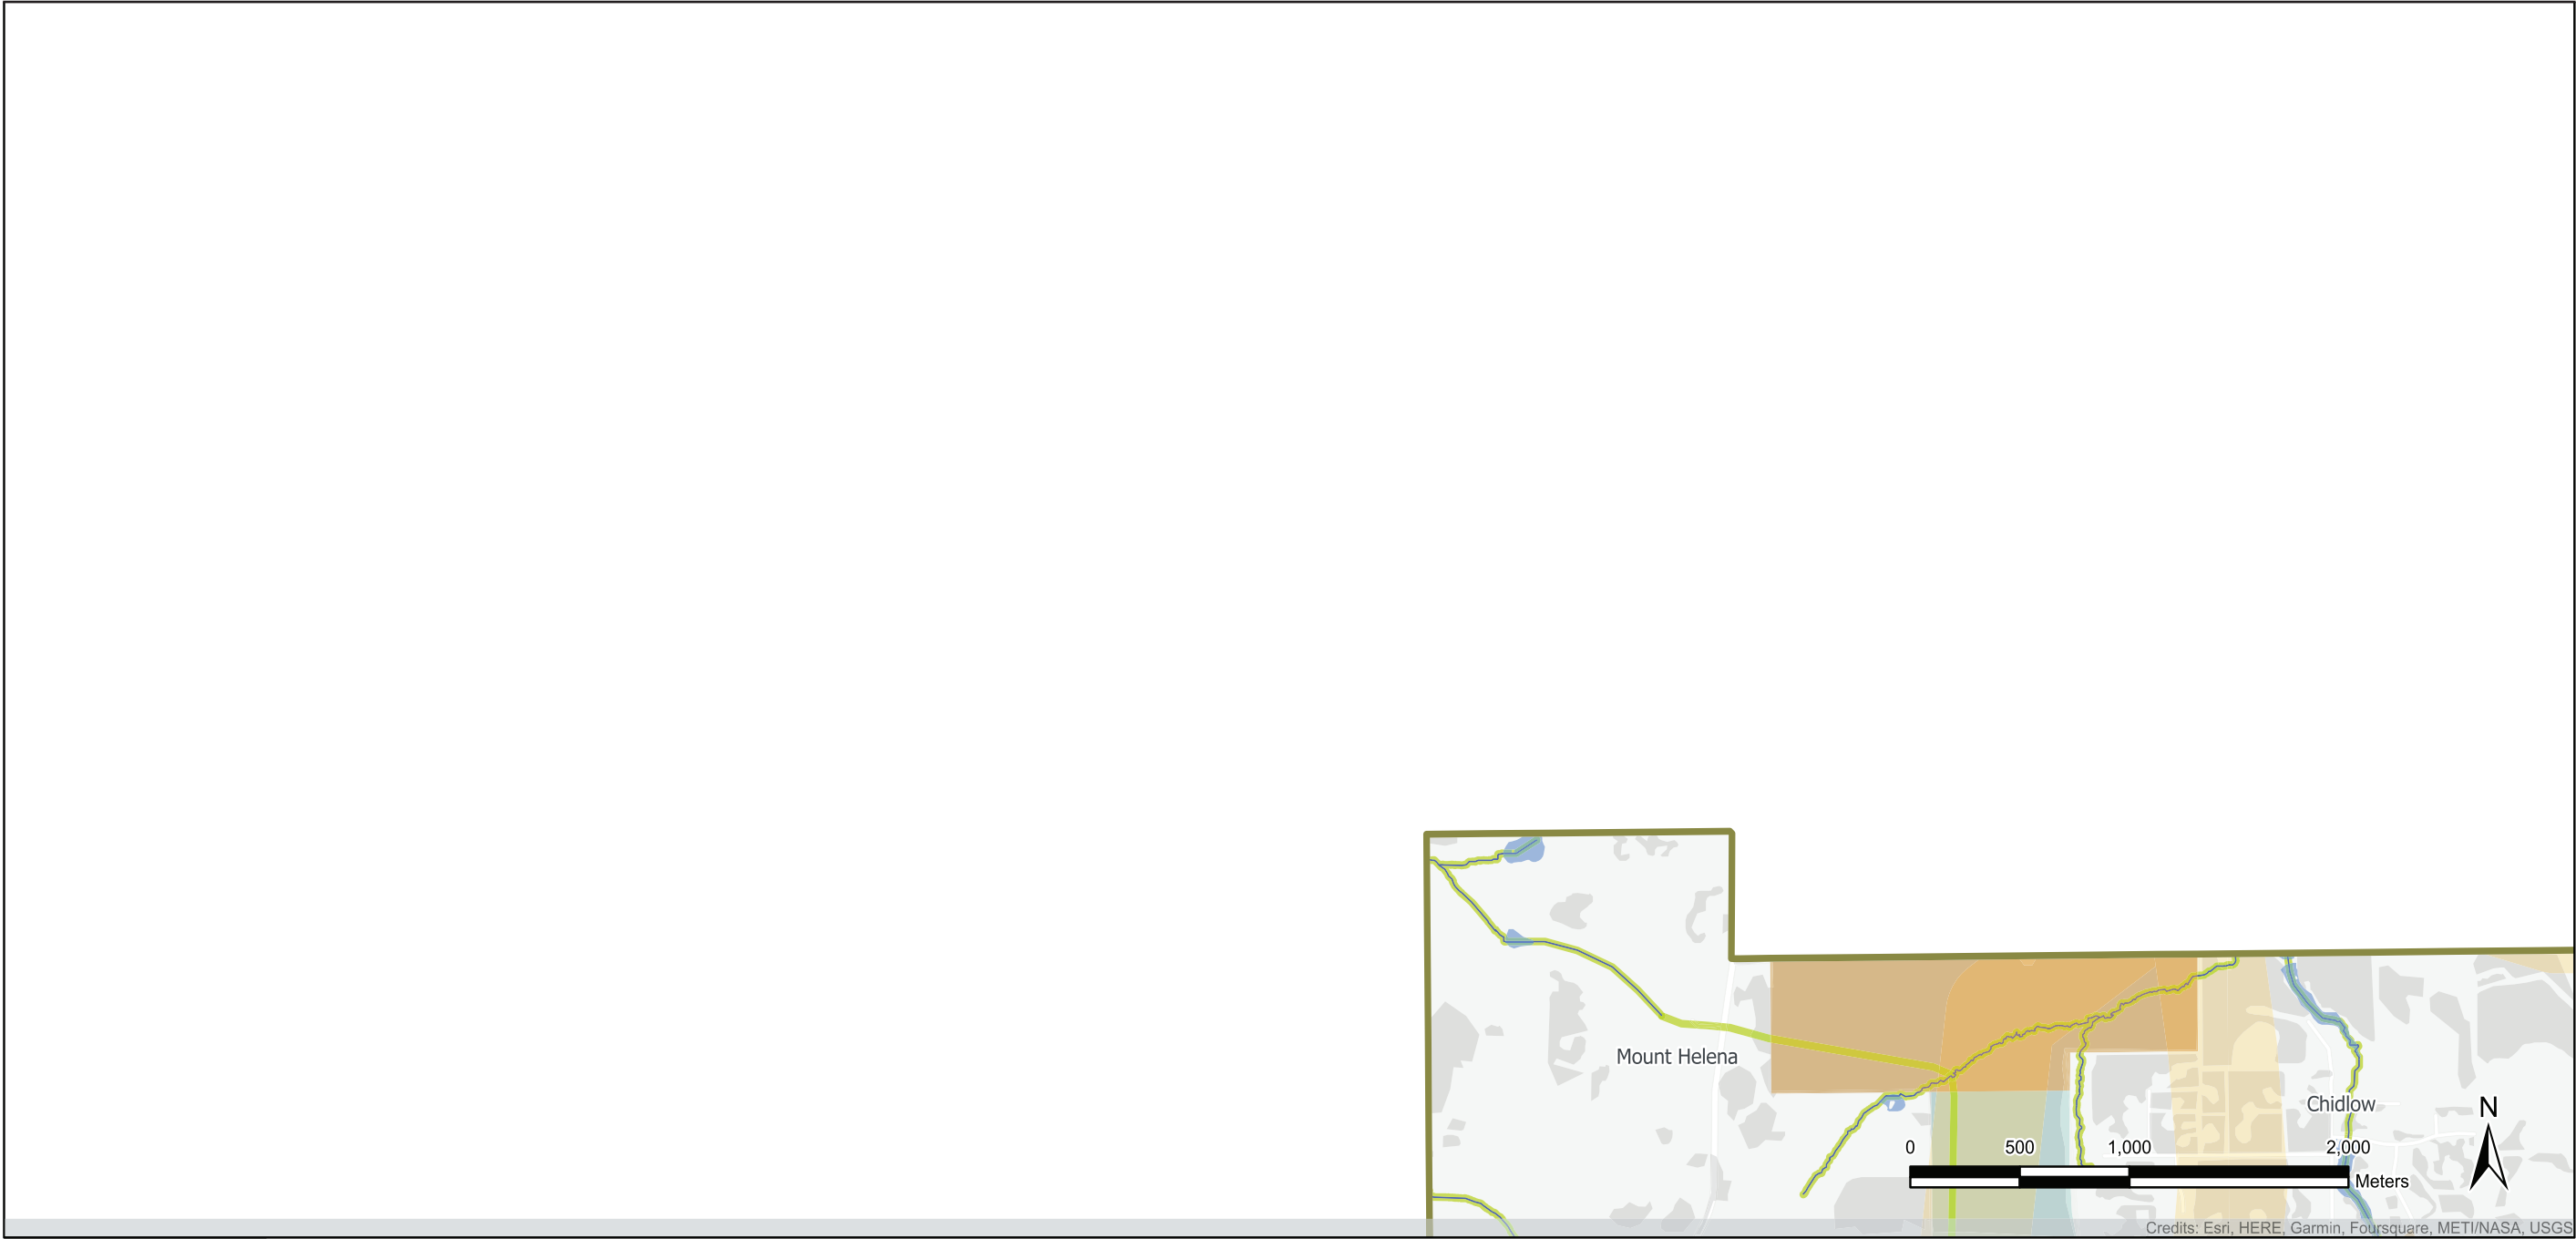 Mount Helena
Chidlow
N
0 500 1,000 2,000
Meters
Credits: Esri, HERE, Garmin, Foursquare, METI/NASA, USGS